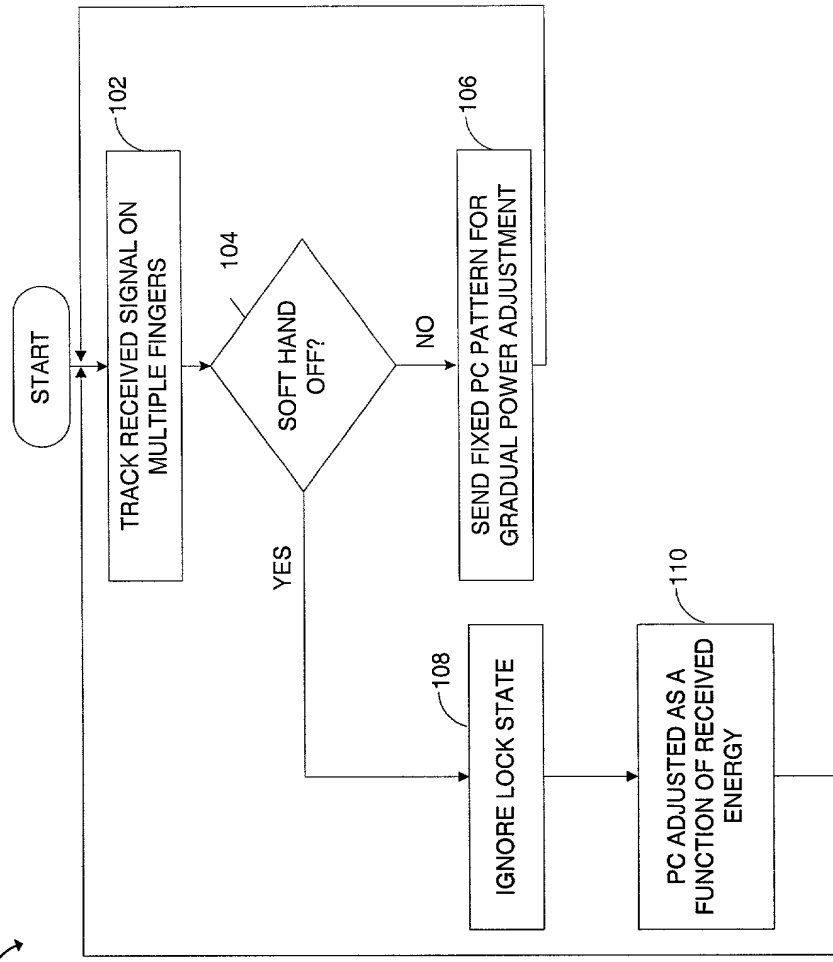 START
102
TRACK RECEIVED SIGNAL ON
MULTIPLE FINGERS
104
SOFT HAND
OFF?
YES
NO
106
SEND FIXED PC PATTERN FOR
GRADUAL POWER ADJUSTMENT
108
IGNORE LOCK STATE
110
PC ADJUSTED AS A
FUNCTION OF RECEIVED
ENERGY